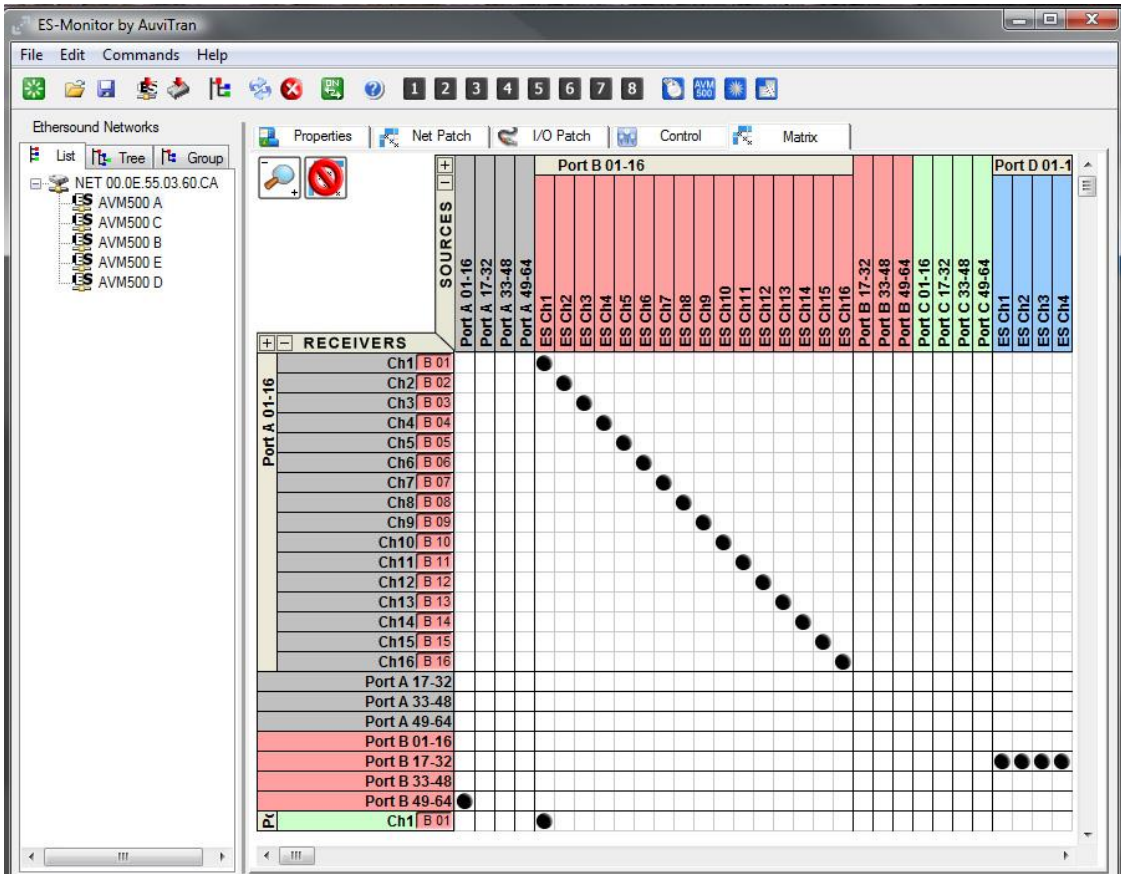 ES-Monitor by AuviTran
File Edit Commands Help
1 2 3 4 5 6 7 8 AVM 500
Ethersound Networks
List Tree Group
NET 00.0E.55.03.60.CA
AVM500 A
AVM500 C
AVM500 B
AVM500 E
AVM500 D
Properties Net Patch I/O Patch Control Matrix
Port B 01-16 Port D 01-1
SOURCES
Port A 01-16
Port A 17-32
Port A 33-48
Port A 49-64
ES Ch1
ES Ch2
ES Ch3
ES Ch4
ES Ch5
ES Ch6
ES Ch7
ES Ch8
ES Ch9
ES Ch10
ES Ch11
ES Ch12
ES Ch13
ES Ch14
ES Ch15
ES Ch16
Port B 17-32
Port B 33-48
Port B 49-64
Port C 01-16
Port C 17-32
Port C 33-48
Port C 49-64
ES Ch1
ES Ch2
ES Ch3
ES Ch4
RECEIVERS
Port A 01-16
Ch1 B 01
Ch2 B 02
Ch3 B 03
Ch4 B 04
Ch5 B 05
Ch6 B 06
Ch7 B 07
Ch8 B 08
Ch9 B 09
Ch10 B 10
Ch11 B 11
Ch12 B 12
Ch13 B 13
Ch14 B 14
Ch15 B 15
Ch16 B 16
Port A 17-32
Port A 33-48
Port A 49-64
Port B 01-16
Port B 17-32
Port B 33-48
Port B 49-64
Ch1 B 01